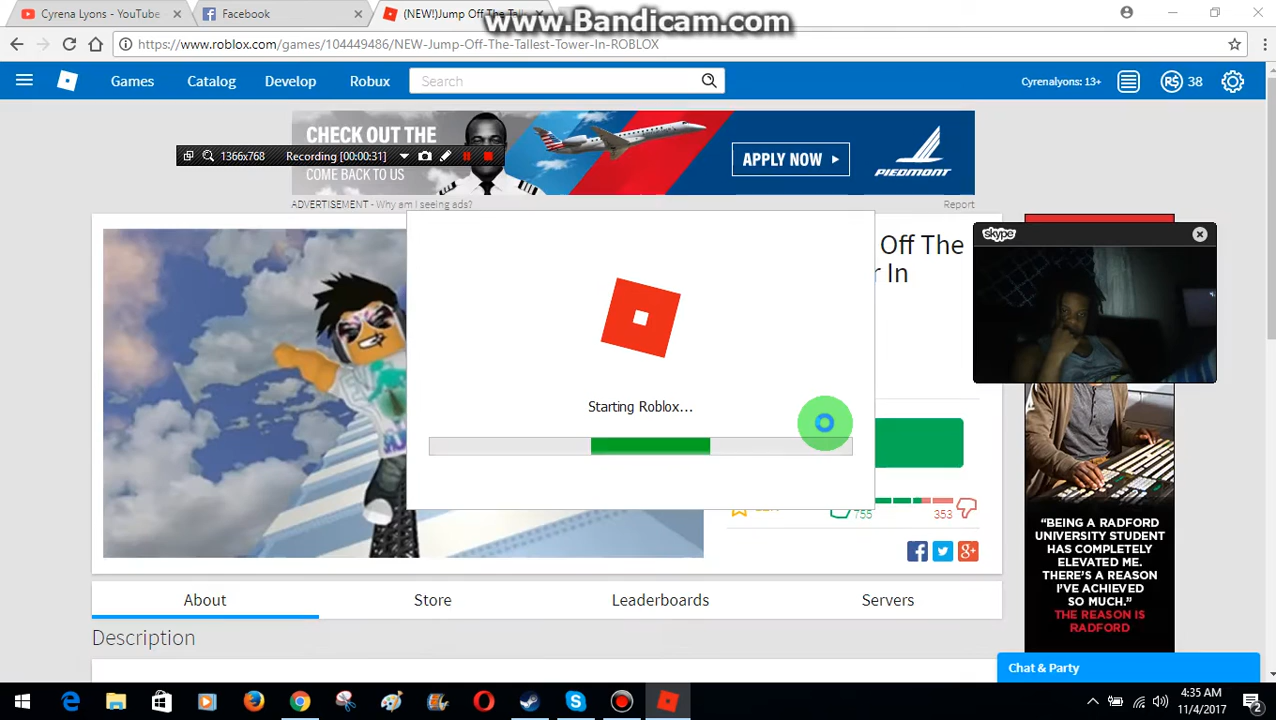 www.Bandicam.com
Cyrena Lyons - YouTube
Facebook
(NEW!)Jump Off The
https://www.roblox.com/games/104449486/NEW-Jump-Off-The-Tallest-Tower-In-ROBLOX
Games
Catalog
Develop
Robux
Search
Cyrenalyons: 13+
R$ 38
CHECK OUT THE
COME BACK TO US
APPLY NOW
PIEDMONT
1366x768
Recording [00:00:31]
ADVERTISEMENT - Why am I seeing ads?
Report
Off The
In
skype
Starting Roblox...
755
353
"BEING A RADFORD
UNIVERSITY STUDENT
HAS COMPLETELY
ELEVATED ME.
THERE'S A REASON
I'VE ACHIEVED
SO MUCH."
THE REASON IS
RADFORD
About
Store
Leaderboards
Servers
Description
Chat & Party
4:35 AM
11/4/2017
2